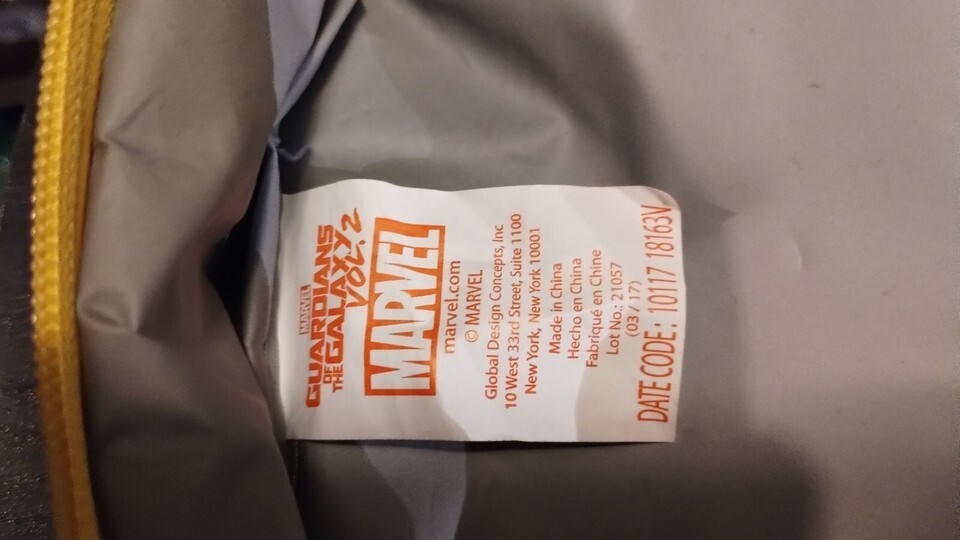 MARVEL
GUARDIANS
OF THE GALAXY
VOL. 2
MARVEL
marvel.com
© MARVEL
Global Design Concepts, Inc
10 West 33rd Street, Suite 1100
New York, New York 10001
Made in China
Hecho en China
Fabriqué en Chine
Lot No.: 21057
(03 / 17)
DATE CODE : 10117 18163V